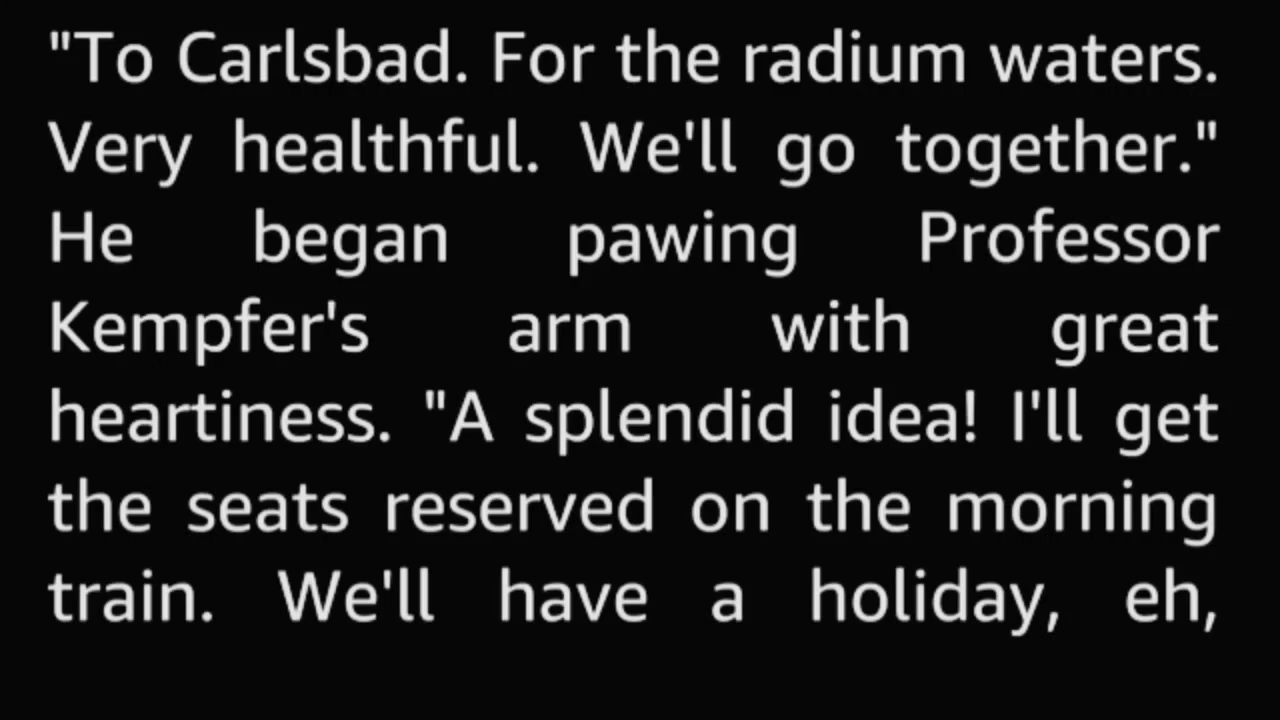 "To Carlsbad. For the radium waters.
Very healthful. We'll go together."
He began pawing Professor
Kempfer's arm with great
heartiness. "A splendid idea! I'll get
the seats reserved on the morning
train. We'll have a holiday, eh,